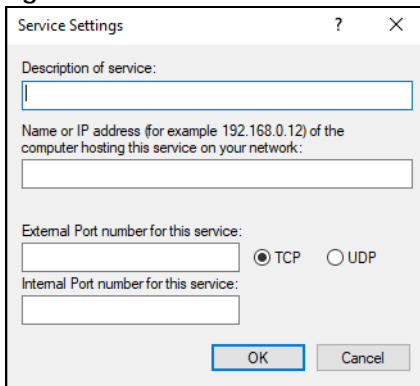 Service Settings ? ×
Description of service:
Name or IP address (for example 192.168.0.12) of the
computer hosting this service on your network:
External Port number for this service:
TCP UDP
Internal Port number for this service:
OK Cancel